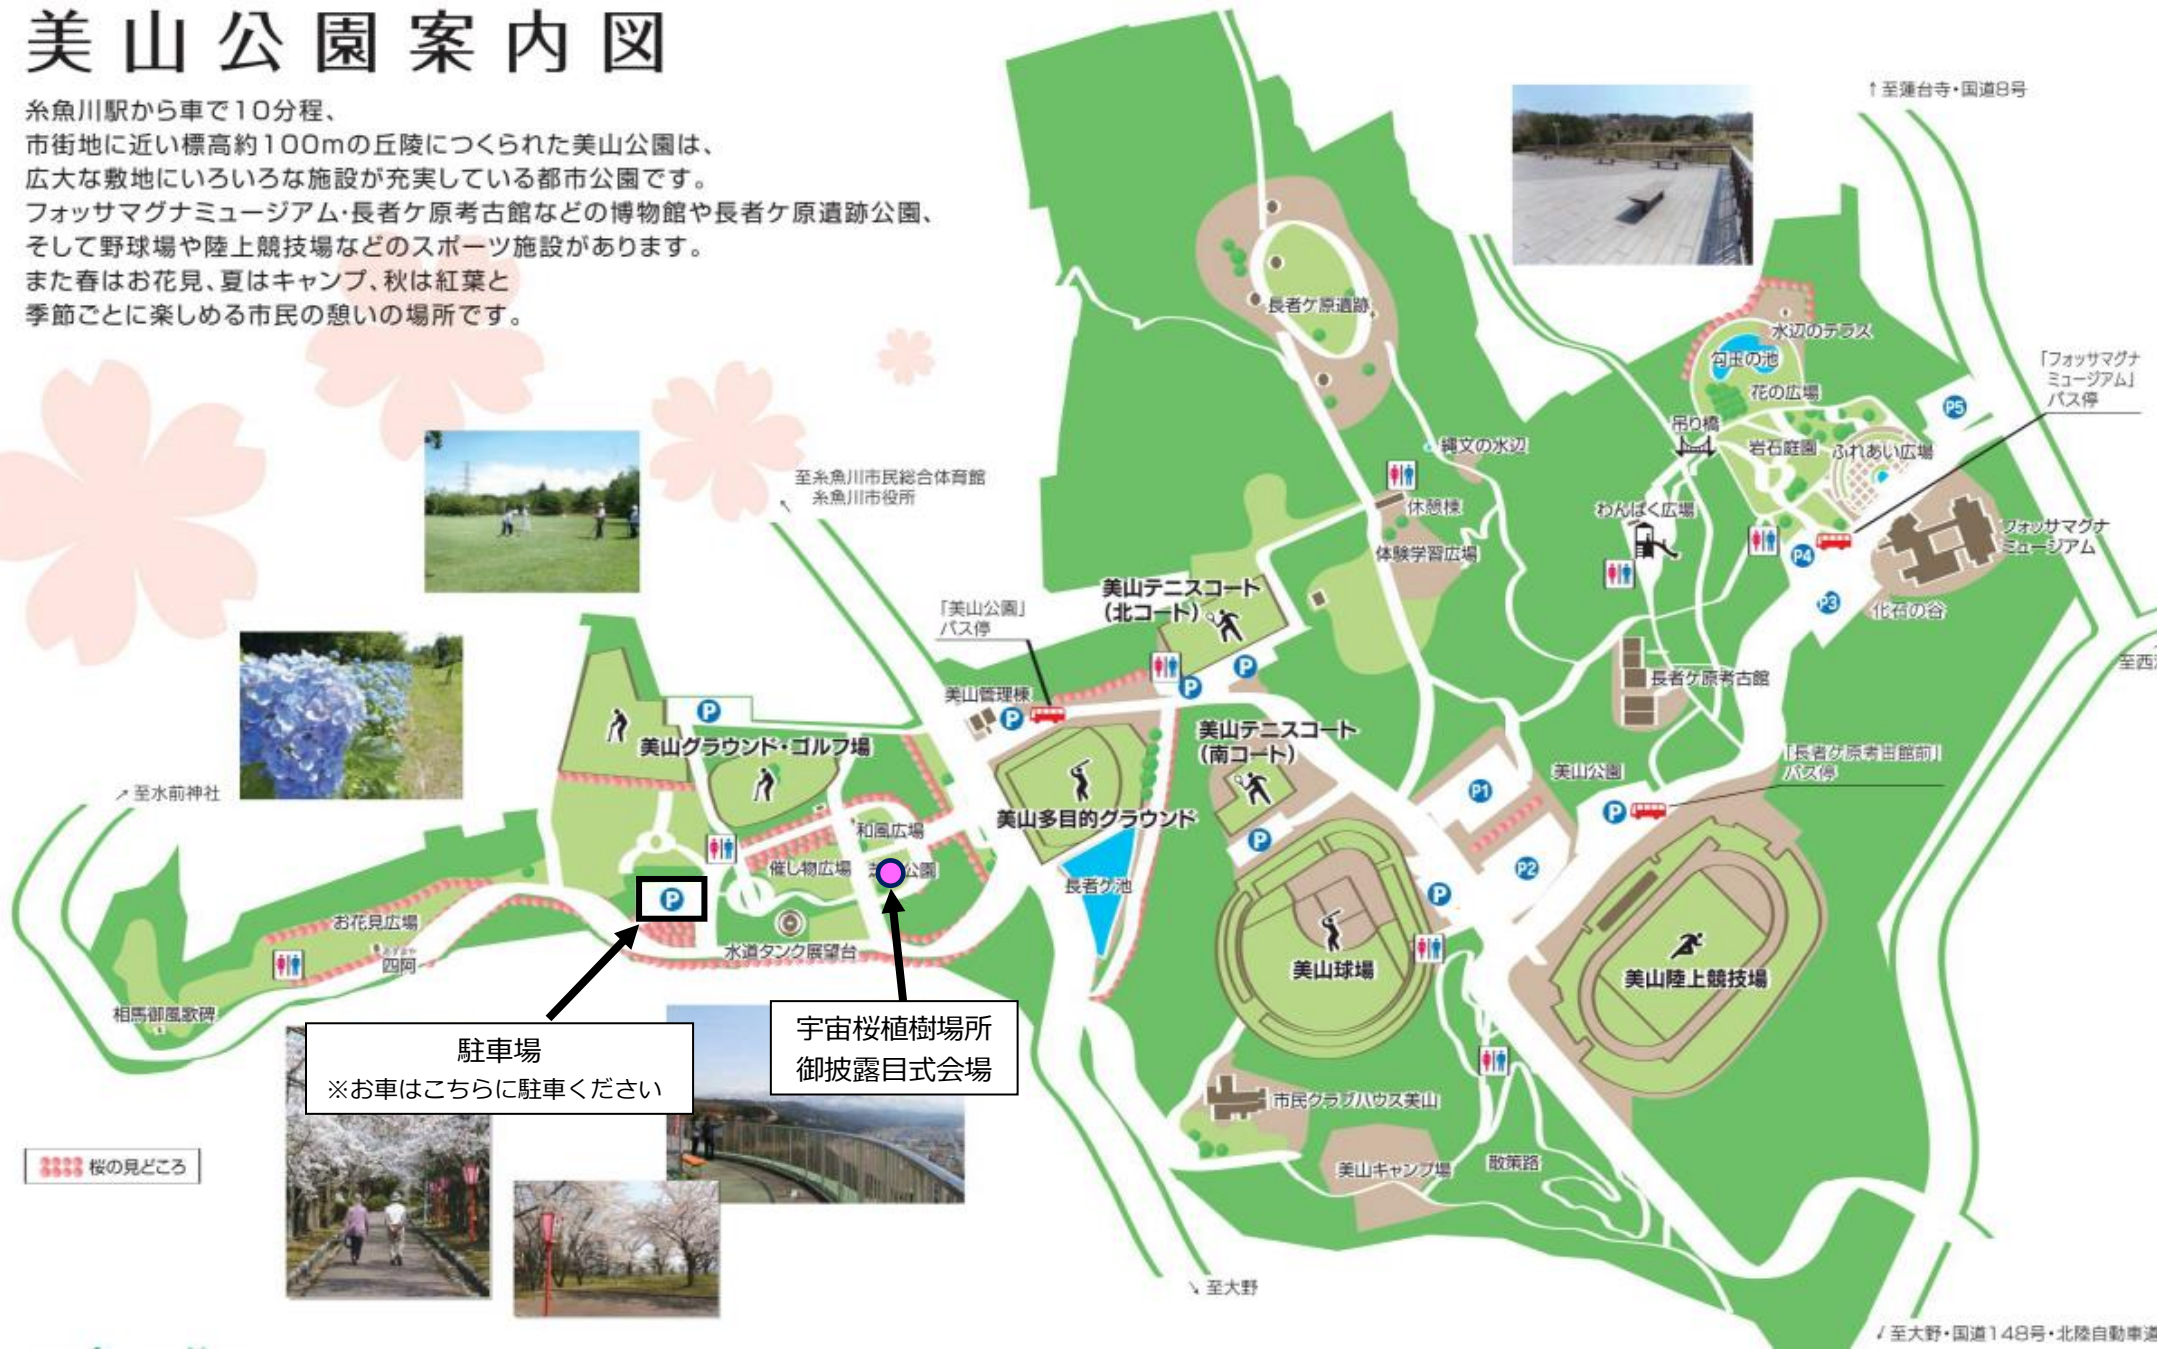 美山公園案内図
糸魚川駅から車で10分程、
市街地に近い標高約100mの丘陵につくられた美山公園は、
広大な敷地にいろいろな施設が充実している都市公園です。
フォッサマグナミュージアム・長者ケ原考古館などの博物館や長者ケ原遺跡公園、
そして野球場や陸上競技場などのスポーツ施設があります。
また春はお花見、夏はキャンプ、秋は紅葉と
季節ごとに楽しめる市民の憩いの場所です。
↑至蓮台寺・国道8号
長者ケ原遺跡
水辺のテラス
勾玉の池
花の広場
「フォッサマグナ
ミュージアム」
バス停
P5
吊り橋
岩石庭園
ふれあい広場
縄文の水辺
至糸魚川市民総合体育館
糸魚川市役所
休憩棟
わんぱく広場
体験学習広場
フォッサマグナ
ミュージアム
P4
P3
化石の谷
美山テニスコート
(北コート)
「美山公園」
バス停
P
P
至西
長者ケ原考古館
美山管理棟
P
P
美山グラウンド・ゴルフ場
美山テニスコート
(南コート)
「長者ケ原考古館前」
バス停
美山公園
P1
P
↗至水前神社
美山多目的グラウンド
和風広場
P
催し物広場
公園
長者ケ池
P2
P
P
お花見広場
四阿
水道タンク展望台
美山球場
美山陸上競技場
相馬御風歌碑
駐車場
※お車はこちらに駐車ください
宇宙桜植樹場所
御披露目式会場
市民クラブハウス美山
美山キャンプ場
散策路
桜の見どころ
↘至大野
↙至大野・国道148号・北陸自動車道